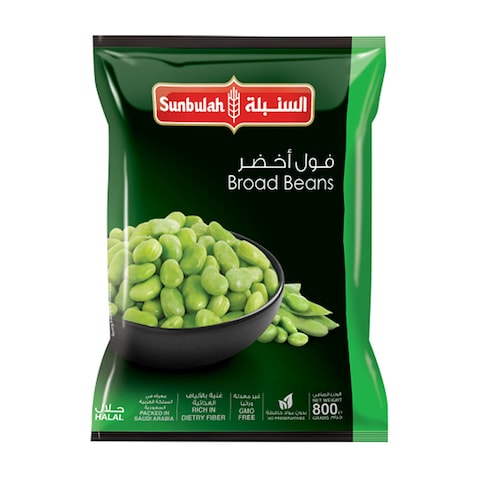 Sunbulah السنبلة
فول أخضر
Broad Beans
حلال
HALAL
معبأة في
المملكة العربية
السعودية
PACKED IN
SAUDI ARABIA
غنية بالألياف
الغذائية
RICH IN
DIETRY FIBER
غير معدلة
وراثيا
GMO
FREE
بدون مواد حافظة
NO PRESERVATIVES
الوزن الصافي
NET WEIGHT
800 جرام
GRAMS